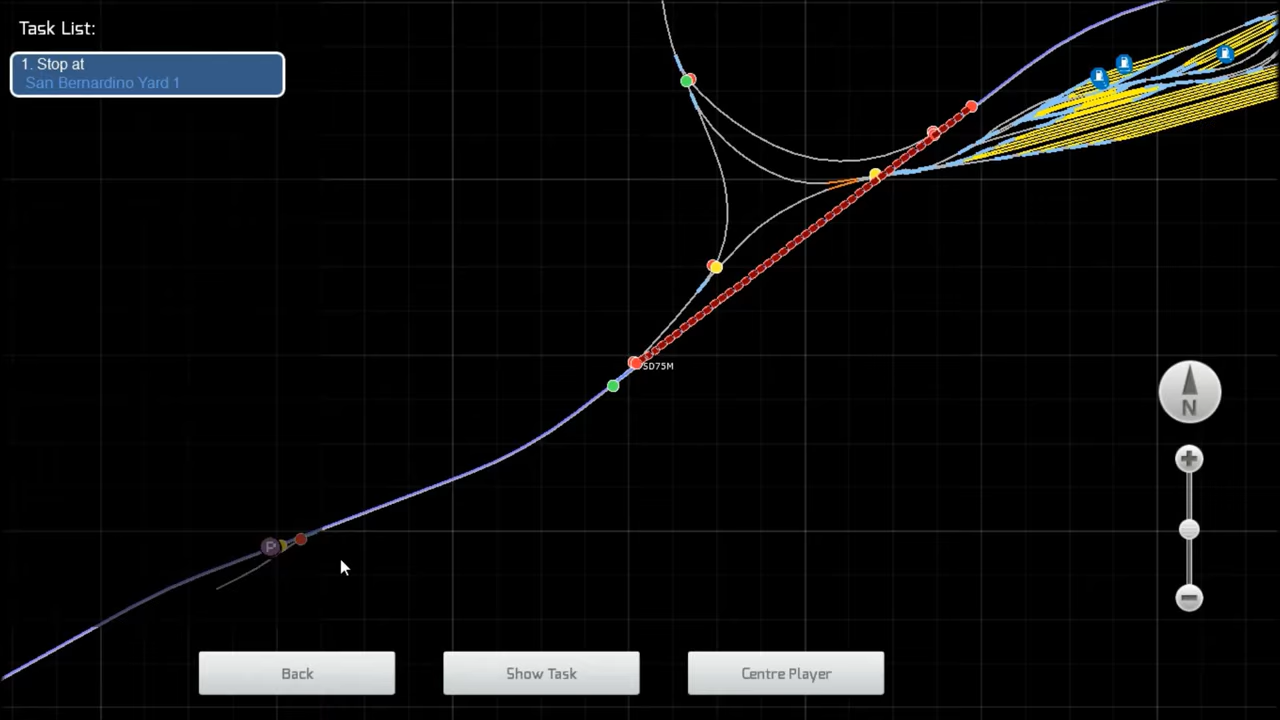 Task List:
1. Stop at
San Bernardino Yard 1
SD75M
P
N
Back
Show Task
Centre Player